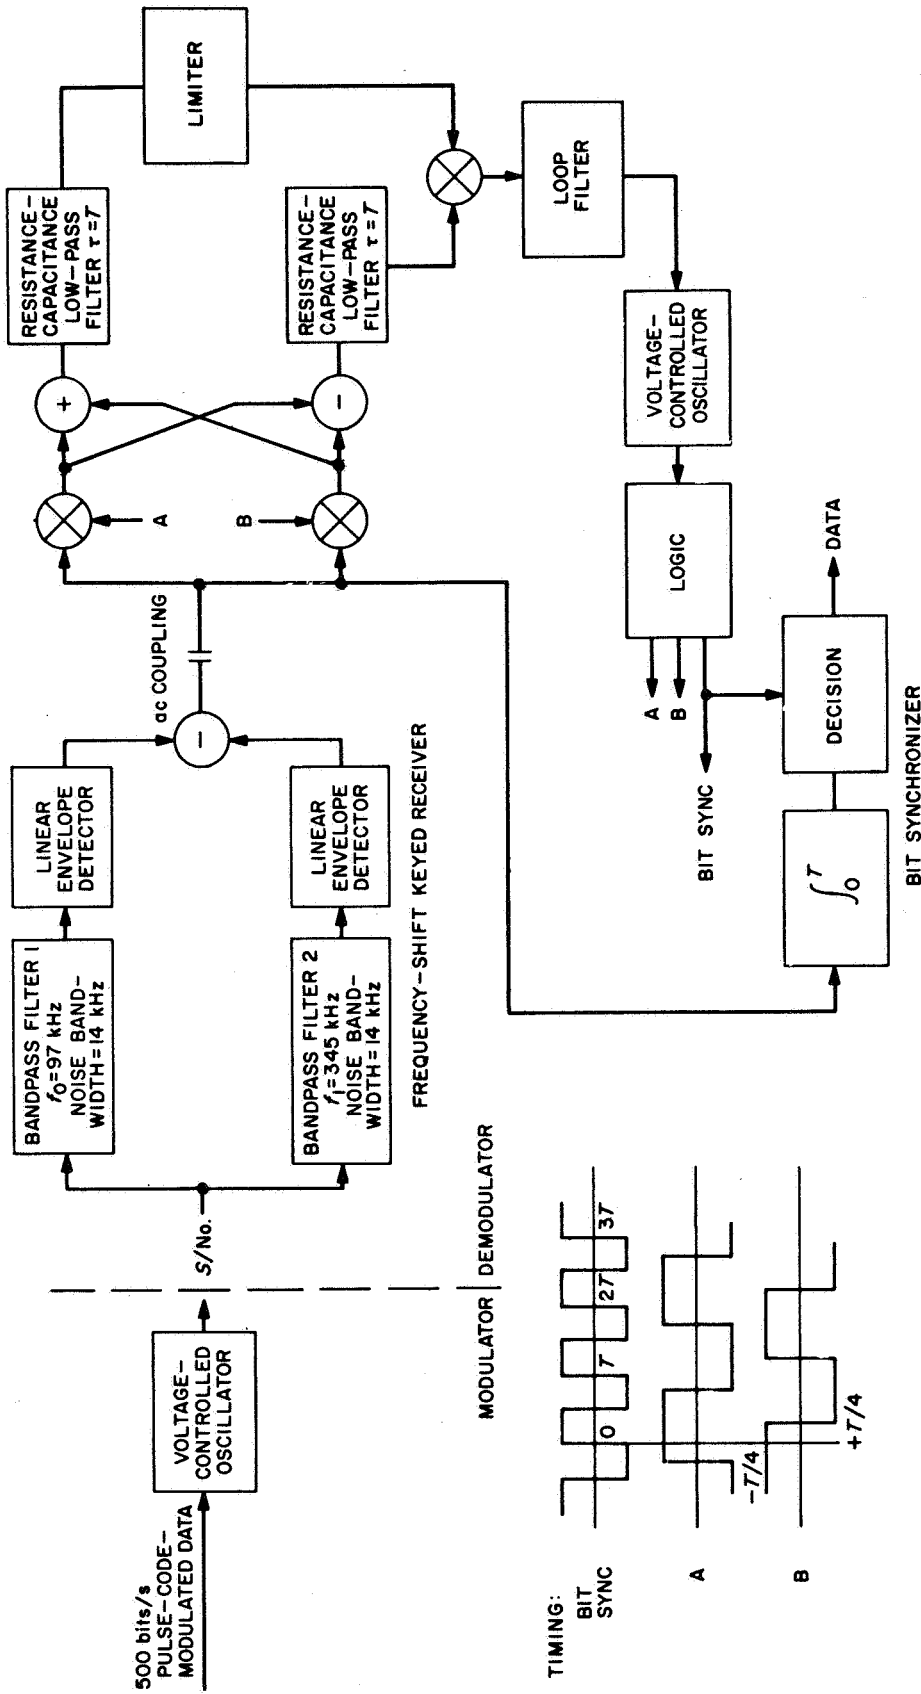 500 bits/s
PULSE-CODE-
MODULATED DATA
VOLTAGE-
CONTROLLED
OSCILLATOR
MODULATOR
DEMODULATOR
S/No.
BANDPASS FILTER 1
f0=97 kHz
NOISE BAND-
WIDTH=14 kHz
BANDPASS FILTER 2
f1=345 kHz
NOISE BAND-
WIDTH=14 kHz
LINEAR
ENVELOPE
DETECTOR
LINEAR
ENVELOPE
DETECTOR
FREQUENCY-SHIFT KEYED RECEIVER
-
ac COUPLING
A
B
+
-
RESISTANCE-
CAPACITANCE
LOW-PASS
FILTER τ=T
RESISTANCE-
CAPACITANCE
LOW-PASS
FILTER τ=T
LIMITER
LOOP
FILTER
VOLTAGE-
CONTROLLED
OSCILLATOR
LOGIC
A
B
BIT SYNC
∫0T
DECISION
DATA
BIT SYNCHRONIZER
TIMING:
BIT
SYNC
0
T
2T
3T
A
-T/4
B
+T/4